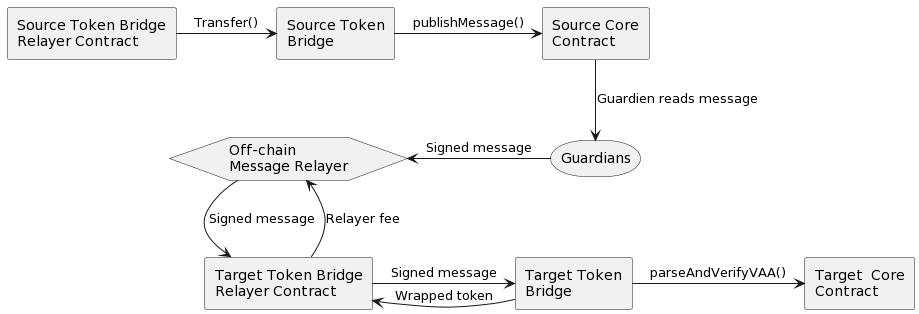 Source Token Bridge
Relayer Contract
Transfer()
Source Token
Bridge
publishMessage()
Source Core
Contract
Guardien reads message
Off-chain
Message Relayer
Signed message
Guardians
Signed message
Relayer fee
Target Token Bridge
Relayer Contract
Signed message
Wrapped token
Target Token
Bridge
parseAndVerifyVAA()
Target  Core
Contract